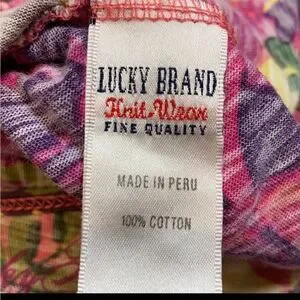 LUCKY BRAND
Knit-Wear
FINE QUALITY
MADE IN PERU
100% COTTON